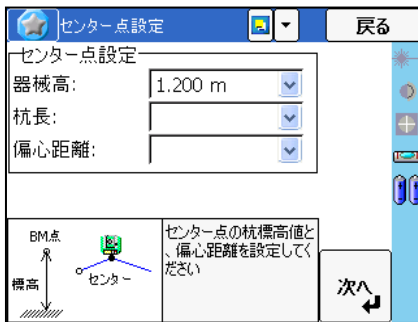 センター点設定
戻る
センター点設定
器械高: 1.200 m
杭長:
偏心距離:
BM点
標高
センター
センター点の杭標高値と
、偏心距離を設定してく
ださい
次へ